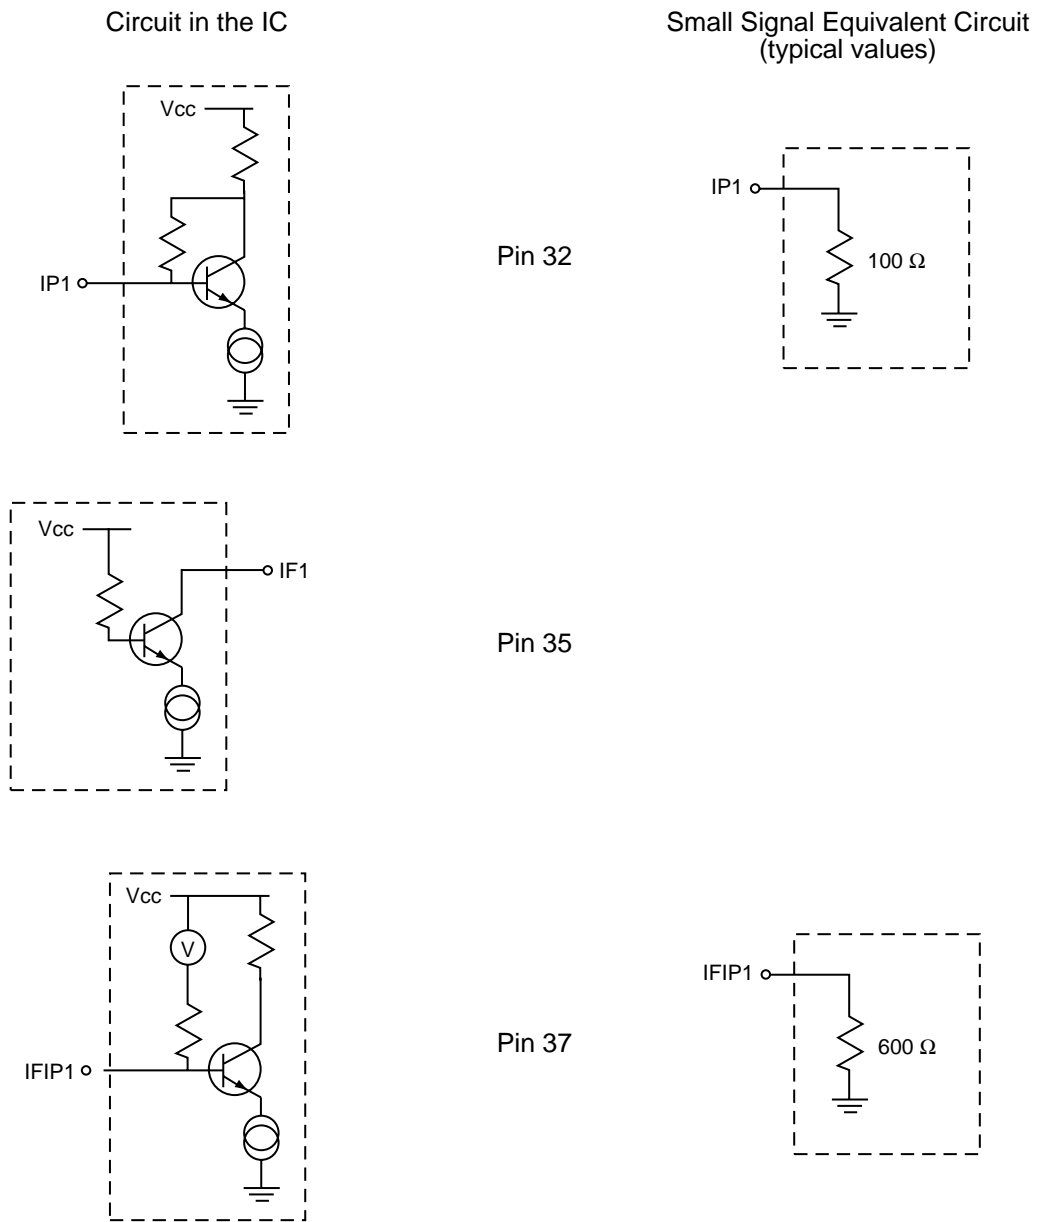 Circuit in the IC
Small Signal Equivalent Circuit
(typical values)
Vcc
IP1
Pin 32
IP1
100 Ω
Vcc
IF1
Pin 35
Vcc
V
IFIP1
Pin 37
IFIP1
600 Ω